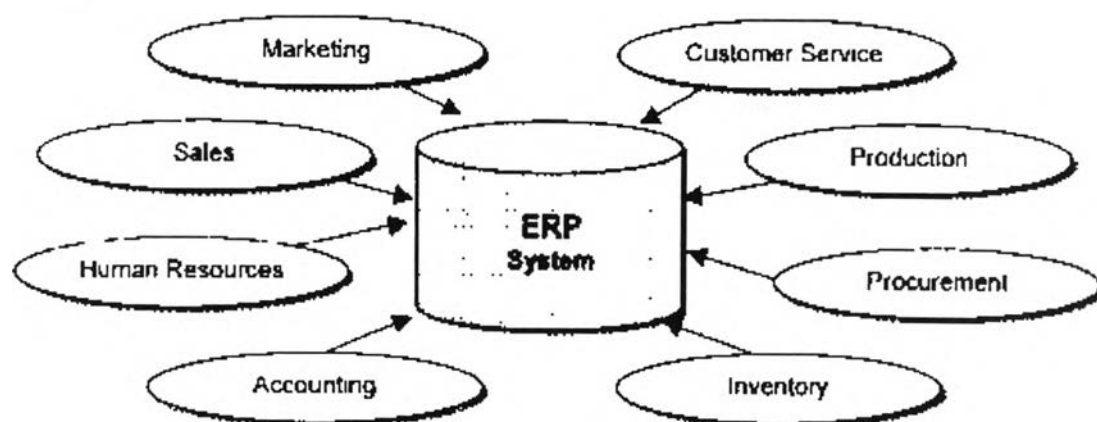 Marketing
Customer Service
Sales
Production
ERP
System
Human Resources
Procurement
Accounting
Inventory